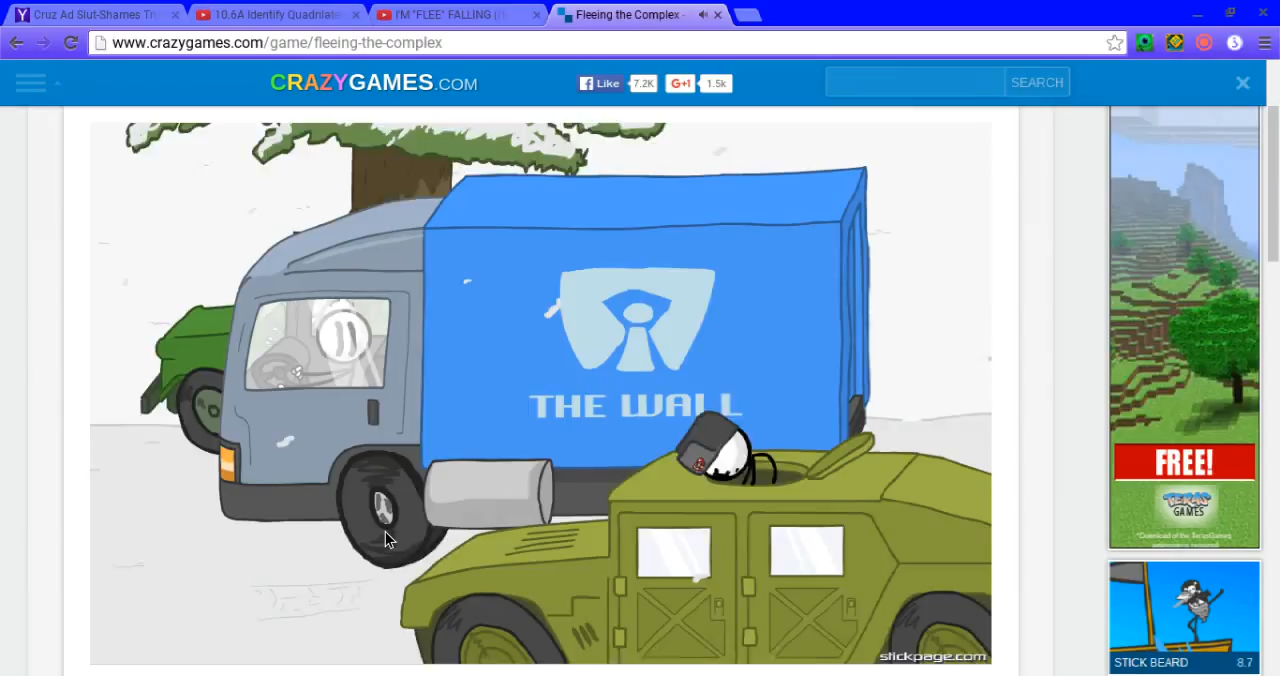 Cruz Ad Slut-Shames Tr
10.6A Identify Quadrilate
I'M "FLEE" FALLING (
Fleeing the Complex -
www.crazygames.com/game/fleeing-the-complex
CRAZYGAMES.COM
Like
7.2K
G+1
1.5k
SEARCH
THE WALL
stickpage.com
FREE!
TERAS
GAMES
STICK BEARD 8.7